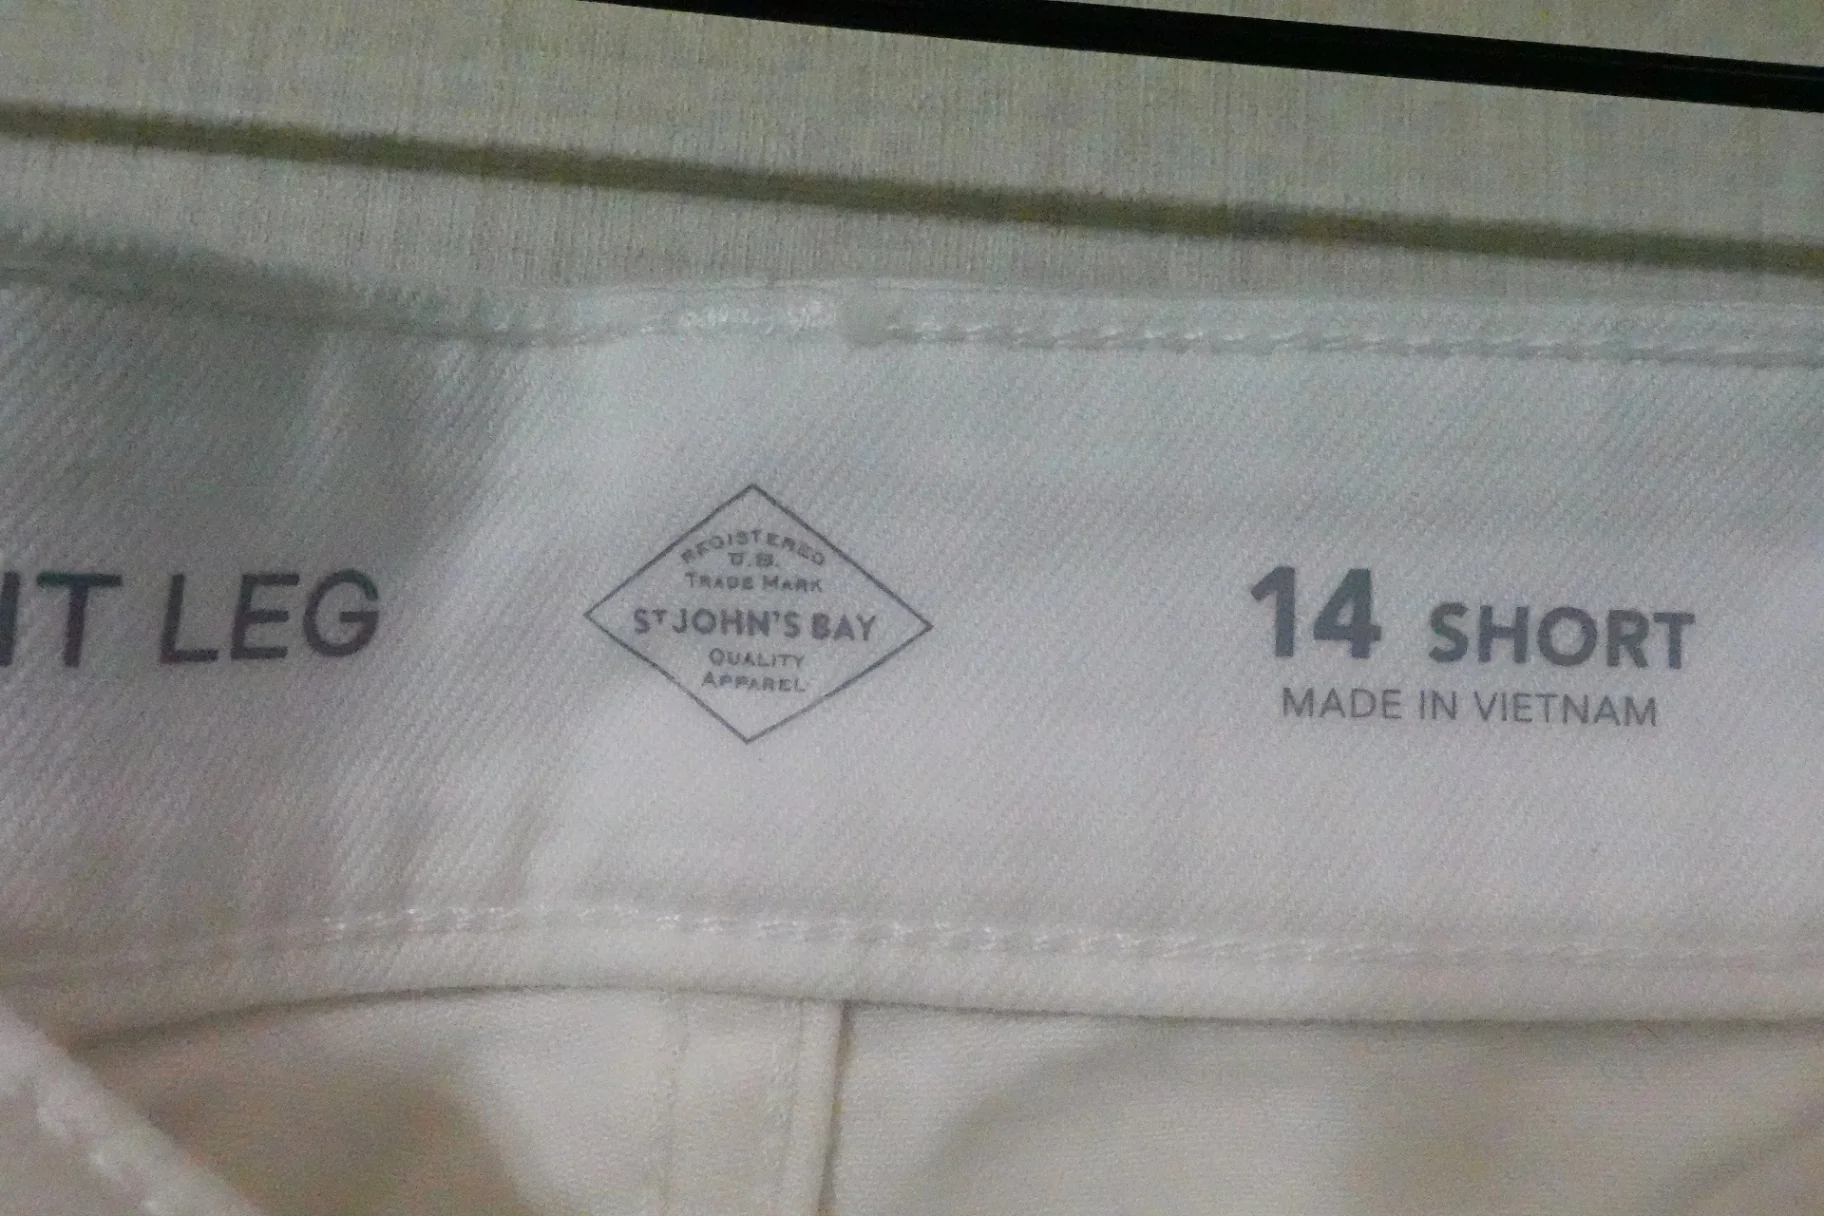 IT LEG
REGISTERED
U.S.
TRADE MARK
ST JOHN'S BAY
QUALITY
APPAREL
14 SHORT
MADE IN VIETNAM